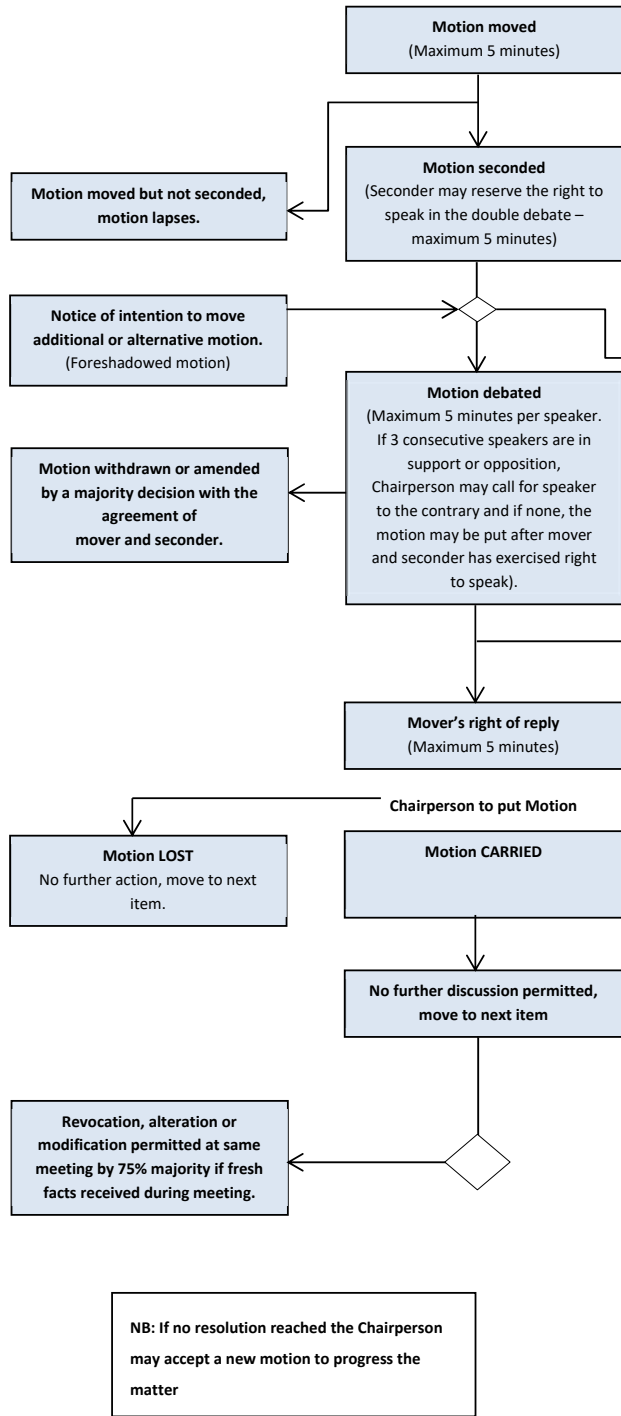 Motion moved
(Maximum 5 minutes)
Motion seconded
(Seconder may reserve the right to
speak in the double debate –
maximum 5 minutes)
Motion moved but not seconded,
motion lapses.
Notice of intention to move
additional or alternative motion.
(Foreshadowed motion)
Motion debated
(Maximum 5 minutes per speaker.
If 3 consecutive speakers are in
support or opposition,
Chairperson may call for speaker
to the contrary and if none, the
motion may be put after mover
and seconder has exercised right
to speak).
Motion withdrawn or amended
by a majority decision with the
agreement of
mover and seconder.
Mover’s right of reply
(Maximum 5 minutes)
Chairperson to put Motion
Motion LOST
No further action, move to next
item.
Motion CARRIED
No further discussion permitted,
move to next item
Revocation, alteration or
modification permitted at same
meeting by 75% majority if fresh
facts received during meeting.
NB: If no resolution reached the Chairperson
may accept a new motion to progress the
matter